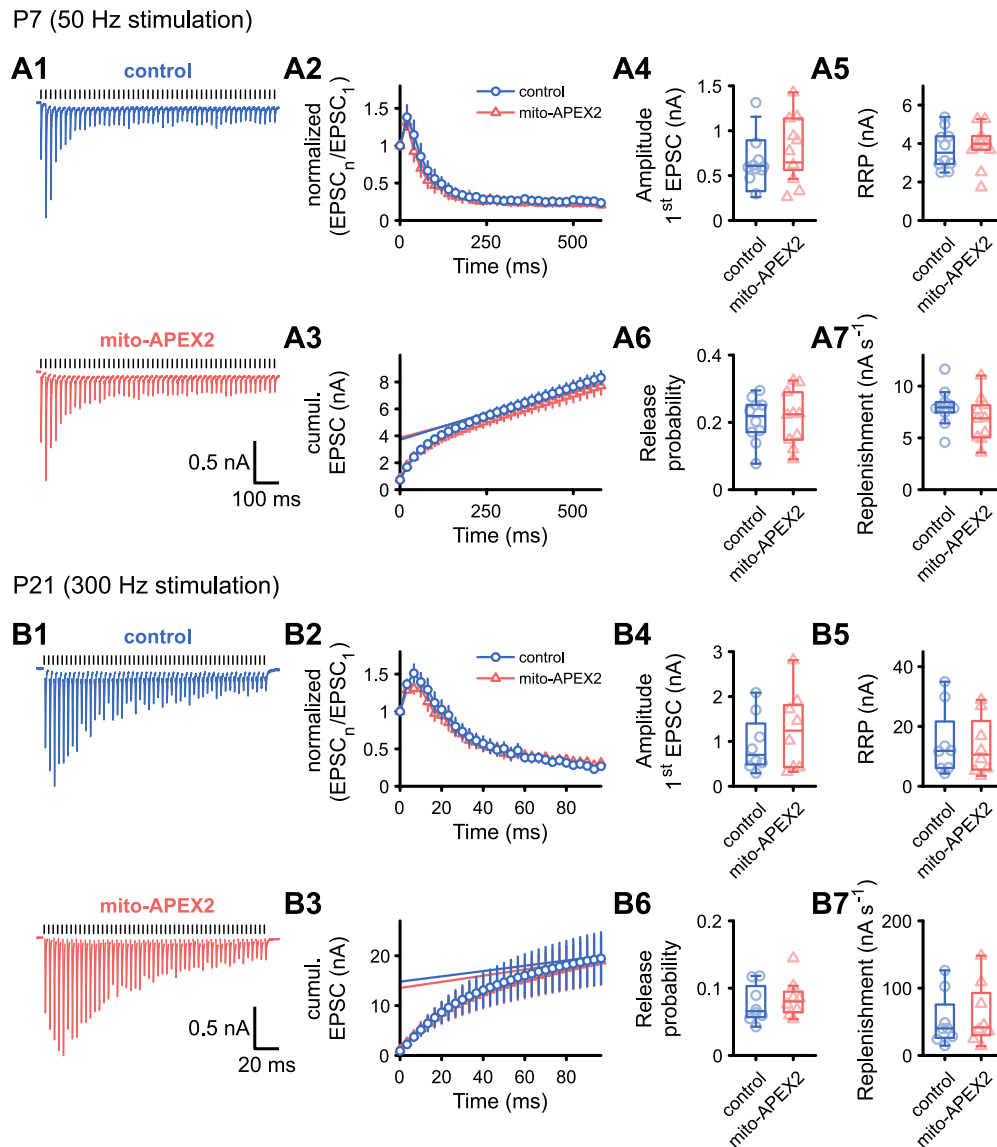 P7 (50 Hz stimulation)
A1
control
A2
normalized
(EPSCn/EPSC1)
1.5
1
0.5
0
0
250
500
Time (ms)
control
mito-APEX2
A4
Amplitude
1st EPSC (nA)
1.5
1
0.5
0
control
mito-APEX2
A5
RRP (nA)
6
4
2
0
control
mito-APEX2
mito-APEX2
0.5 nA
100 ms
A3
cumul.
EPSC (nA)
8
6
4
2
0
0
250
500
Time (ms)
A6
Release
probability
0.4
0.2
0
control
mito-APEX2
A7
Replenishment (nA s-1)
10
5
0
control
mito-APEX2
P21 (300 Hz stimulation)
B1
control
B2
normalized
(EPSCn/EPSC1)
1.5
1
0.5
0
0
20
40
60
80
Time (ms)
control
mito-APEX2
B4
Amplitude
1st EPSC (nA)
3
2
1
0
control
mito-APEX2
B5
RRP (nA)
40
20
0
control
mito-APEX2
mito-APEX2
0.5 nA
20 ms
B3
cumul.
EPSC (nA)
20
10
0
0
20
40
60
80
Time (ms)
B6
Release
probability
0.2
0.1
0
control
mito-APEX2
B7
Replenishment (nA s-1)
200
100
0
control
mito-APEX2